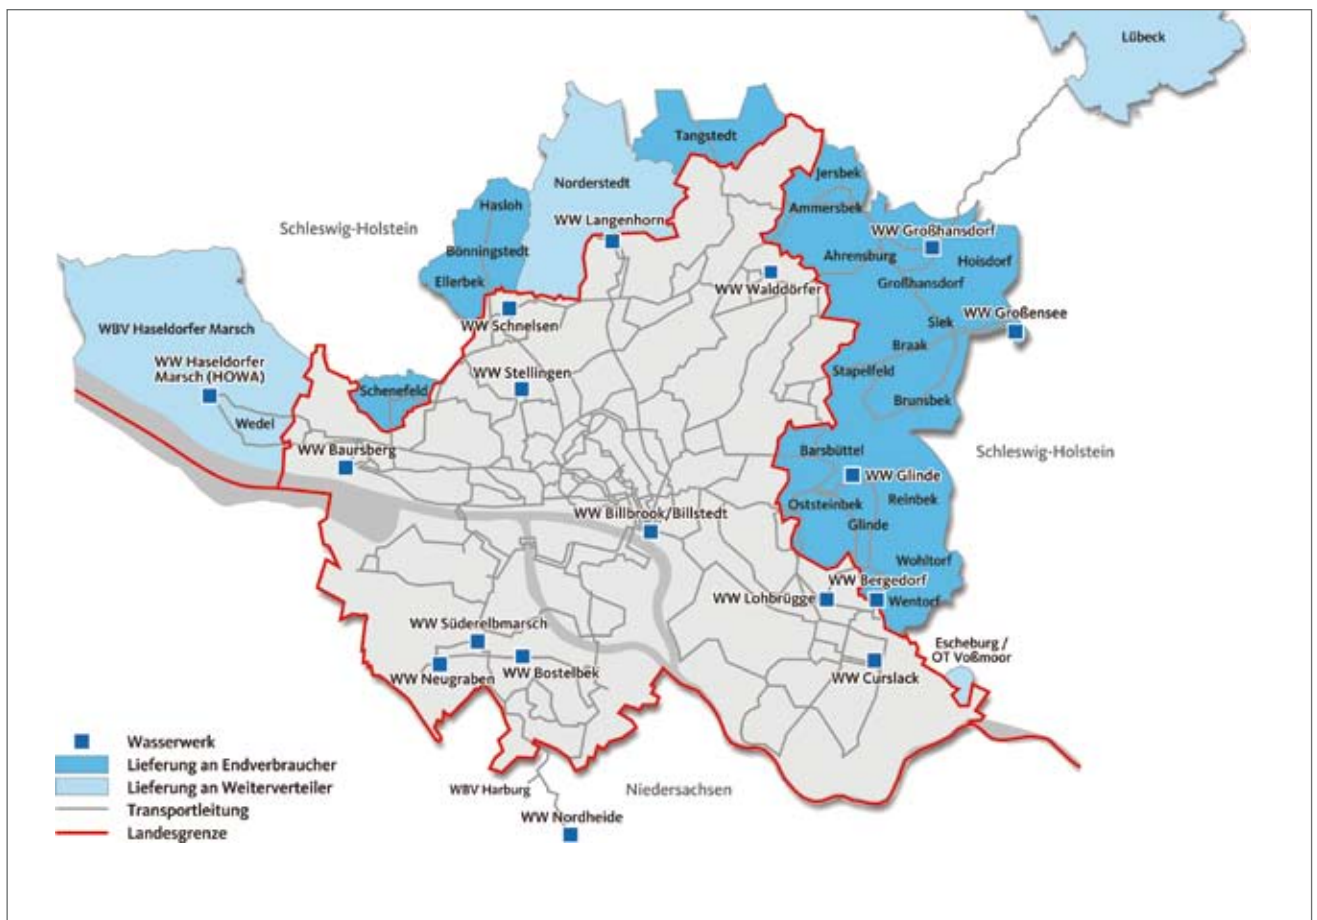 Lübeck
Tangstedt
Jersbek
Norderstedt
Hasloh
Ammersbek
WW Langenhorn
Schleswig-Holstein
WW Großhansdorf
Bönningstedt
Ahrensburg
Hoisdorf
Ellerbek
Großhansdorf
WW Walddörfer
WW Großensee
WW Schnelsen
Siek
WBV Haseldorfer Marsch
Braak
WW Haseldorfer
Marsch (HOWA)
WW Stellingen
Stapelfeld
Schenefeld
Brunsbek
Wedel
WW Baursberg
Barsbüttel
Schleswig-Holstein
WW Glinde
Oststeinbek
Reinbek
WW Billbrook/Billstedt
Glinde
Wohltorf
WW Bergedorf
WW Lohbrügge
Wentorf
WW Süderelbmarsch
Escheburg /
OT Voßmoor
WW Neugraben
WW Bostelbek
WW Curslack
Wasserwerk
Lieferung an Endverbraucher
Lieferung an Weiterverteiler
Transportleitung
Landesgrenze
WBV Harburg
Niedersachsen
WW Nordheide